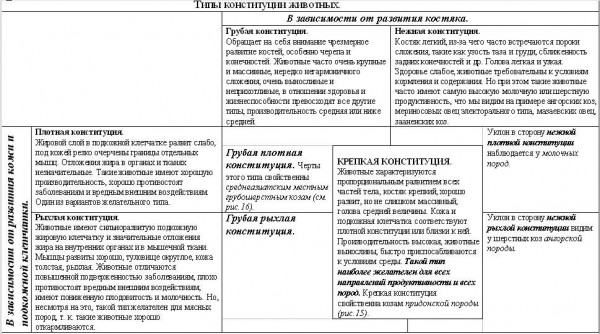 ТИПЫ КОНСТИТУЦИИ ЖИВОТНЫХ.
В зависимости от развития костяка.
Грубая конституция.
Обращает на себя внимание чрезмерное
развитие костей, особенно черепа и
конечностей. Животные часто очень крупные
и массивные, нередко негармоничного
сложения, очень выносливые и
неприхотливые, в отношении здоровья и
жизнеспособности превосходят все другие
типы, производительность средняя или ниже
средней.
Нежная конституция.
Костяк легкий, из-за чего часто встречаются пороки
сложения, такие как узость таза и груди, сближенность
задних конечностей и др. Голова легкая и узкая.
Здоровье слабое, животные требовательны к условиям
кормления и содержания. Но при этом такие животные
часто имеют самую высокую молочную или шерстную
продуктивность, что мы видим на примере ангорских коз,
мериносовых овец электорального типа, мазаевских овец,
зааненских коз.
В зависимости от развития кожи и
подкожной клетчатки.
Плотная конституция.
Жировой слой в подкожной клетчатке развит слабо,
под кожей резко очерчены границы отдельных
мышц. Отложения жира в органах и тканях
незначительные. Такие животные имеют хорошую
производительность, хорошо противостоят
заболеваниям и вредным внешним воздействиям.
Один из вариантов желательного типа.
Грубая плотная
конституция. Черты
этого типа свойственны
среднеазиатским местным
грубошерстным козам (см.
рис. 16).
КРЕПКАЯ КОНСТИТУЦИЯ.
Животные характеризуются
пропорциональным развитием всех
частей тела, костяк крепкий, хорошо
развит, но не слишком массивный,
голова средней величины. Кожа и
подкожная клетчатка соответствуют
плотной конституции или близки к ней.
Производительность высокая, животные
выносливы, быстро приспосабливаются
к условиям среды. Такой тип
наиболее желателен для всех
направлений продуктивности и всех
пород. Крепкая конституция
свойственна козам придонской породы
(рис. 15).
Уклон в сторону нежной
плотной конституции
наблюдается у молочных
пород.
Рыхлая конституция.
Животные имеют сильноразвитую подкожную
жировую клетчатку и значительные отложения
жира на внутренних органах и в мышечной ткани.
Мышцы развиты хорошо, туловище округлое, кожа
толстая, рыхлая. Животные отличаются
повышенной подверженностью заболеваниям, плохо
противостоят вредным внешним воздействиям,
имеют пониженную плодовитость и молочность. Но,
несмотря на это, такой тип желателен для мясных
пород, т. к. такие животные хорошо
откармливаются.
Грубая рыхлая
конституция.
Уклон в сторону нежной
рыхлой конституции видим
у шерстных коз ангорской
породы.